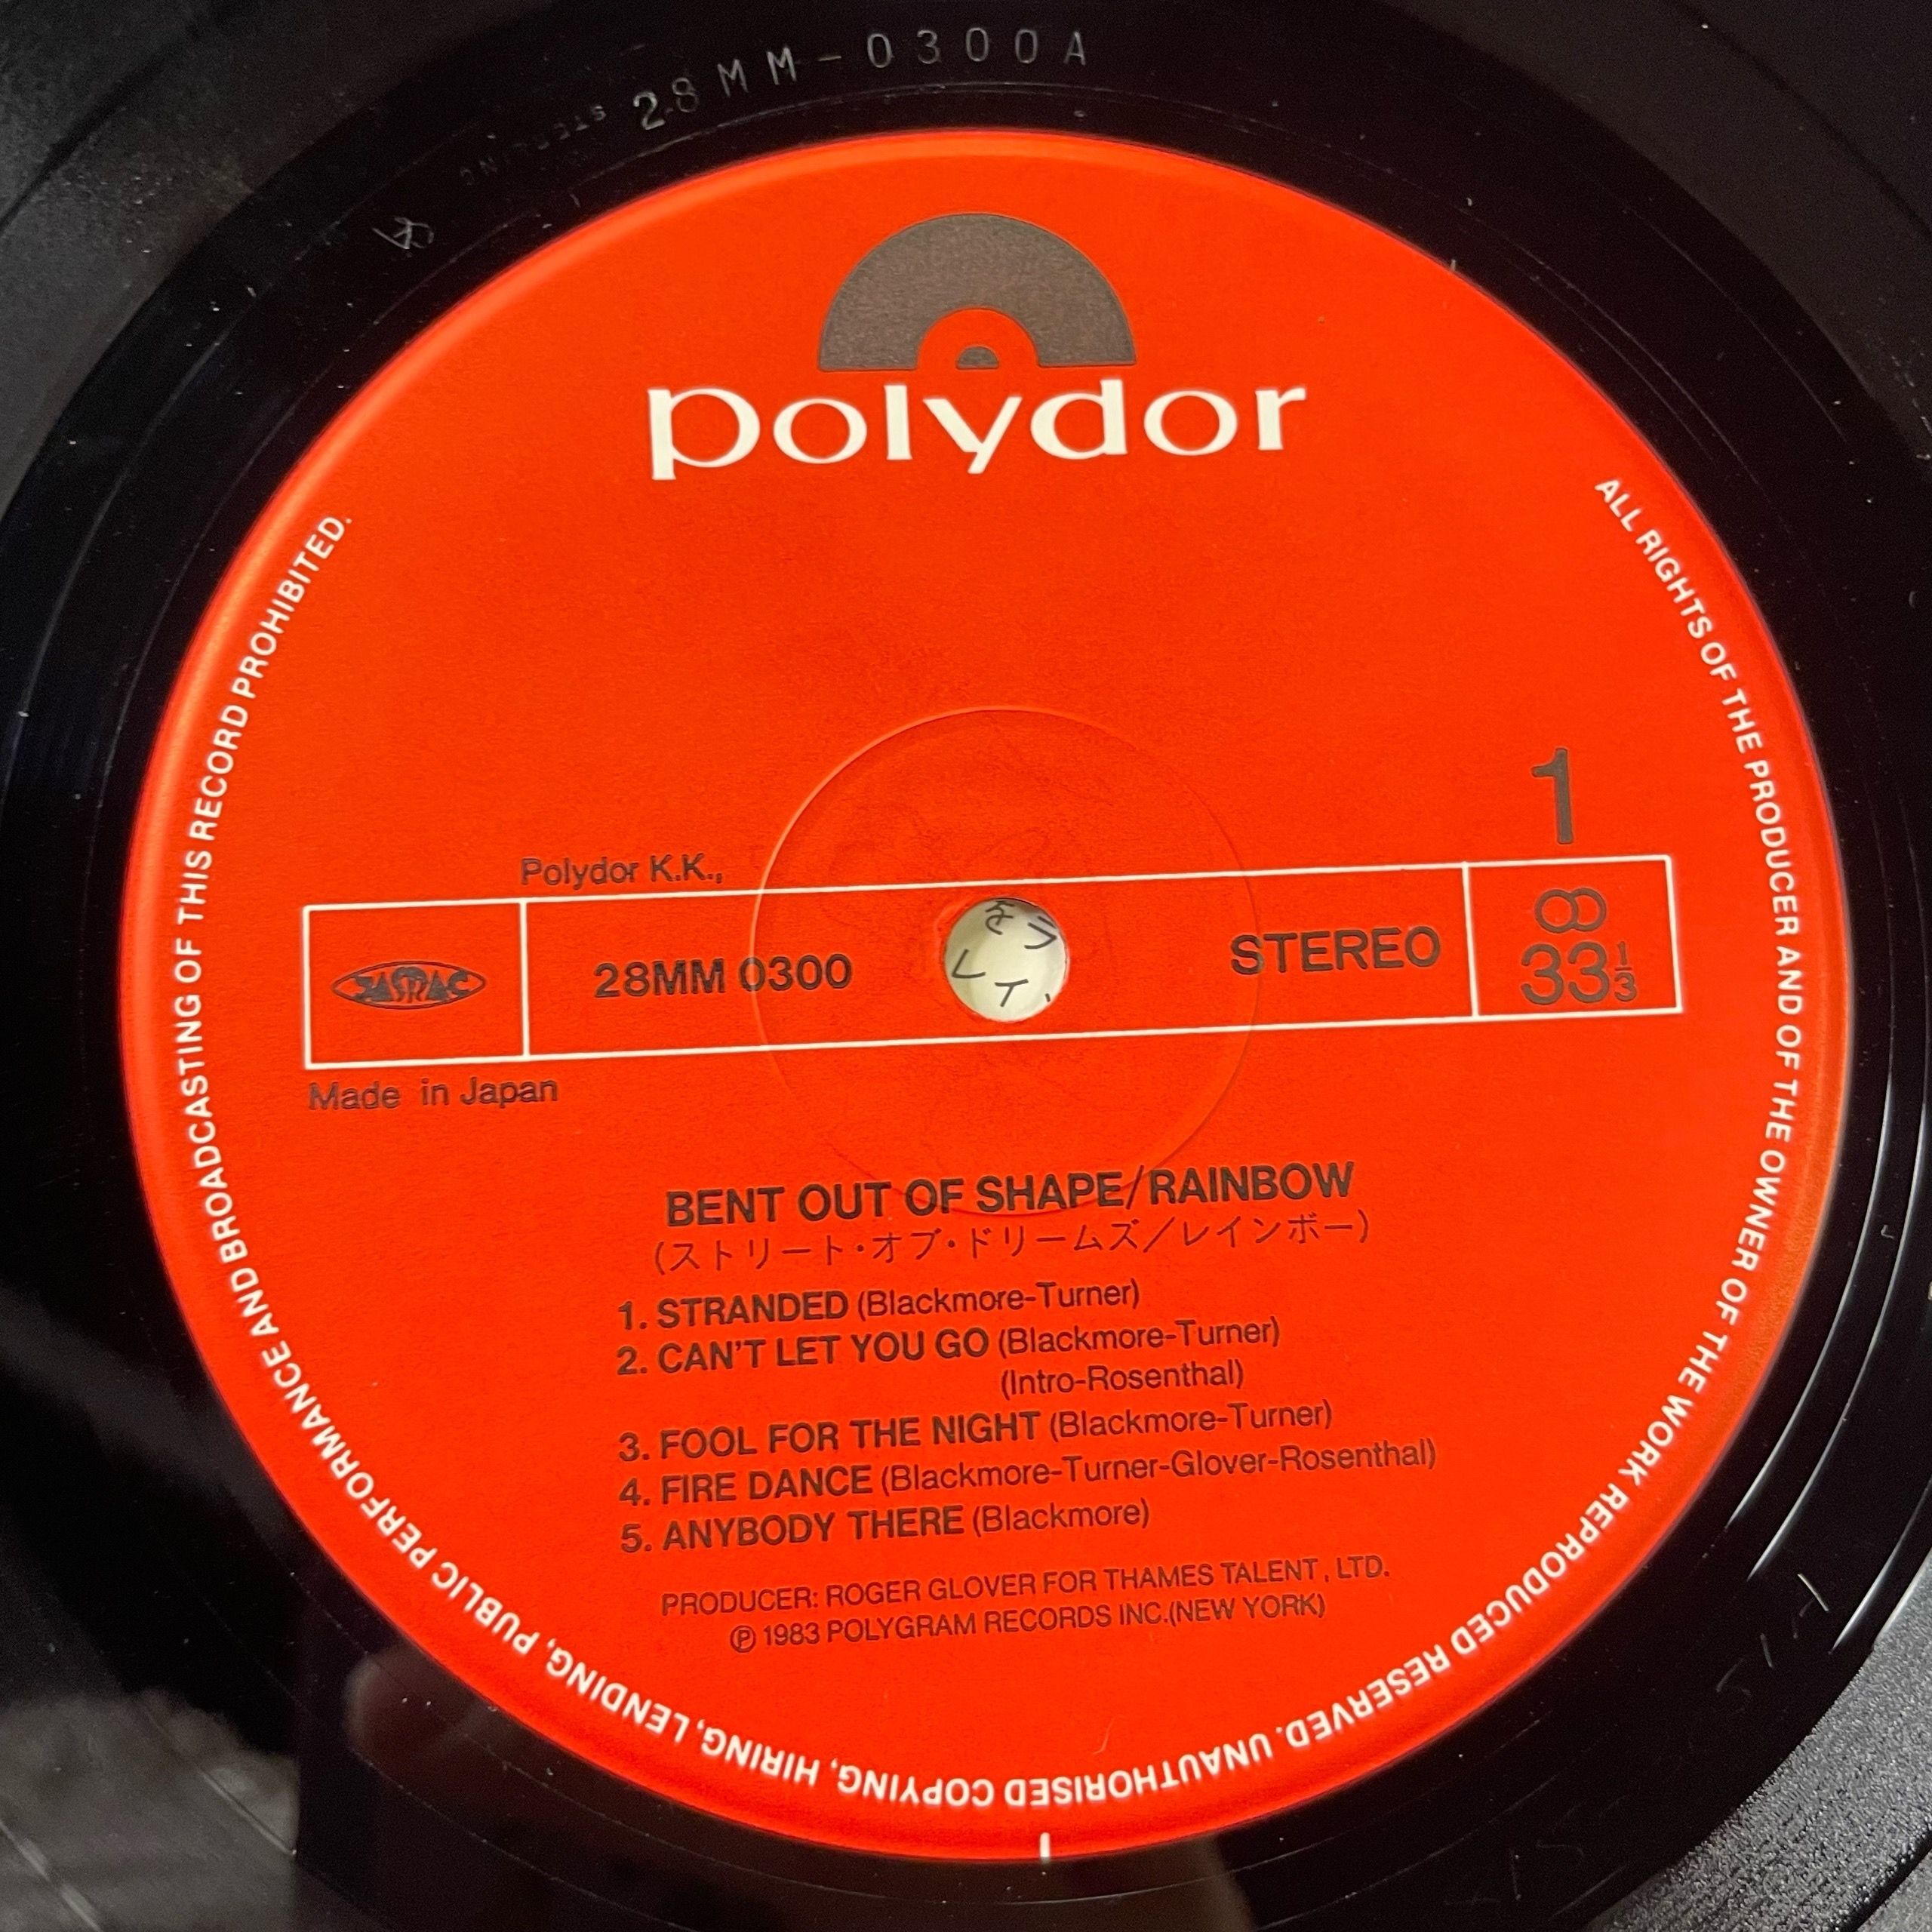 28MM-0300A
STERLING
polydor
ALL RIGHTS OF THE PRODUCER AND OF THE OWNER OF THE WORK REPRODUCED RESERVED. UNAUTHORISED COPYING, HIRING, LENDING, PUBLIC PERFORMANCE AND BROADCASTING OF THIS RECORD PROHIBITED.
1
Polydor K.K.,
JASRAC
28MM 0300
STEREO
33 1/3
Made in Japan
BENT OUT OF SHAPE/RAINBOW
(ストリート・オブ・ドリームズ/レインボー)
1. STRANDED (Blackmore-Turner)
2. CAN'T LET YOU GO (Blackmore-Turner)
(Intro-Rosenthal)
3. FOOL FOR THE NIGHT (Blackmore-Turner)
4. FIRE DANCE (Blackmore-Turner-Glover-Rosenthal)
5. ANYBODY THERE (Blackmore)
PRODUCER: ROGER GLOVER FOR THAMES TALENT, LTD.
Ⓟ 1983 POLYGRAM RECORDS INC.(NEW YORK)